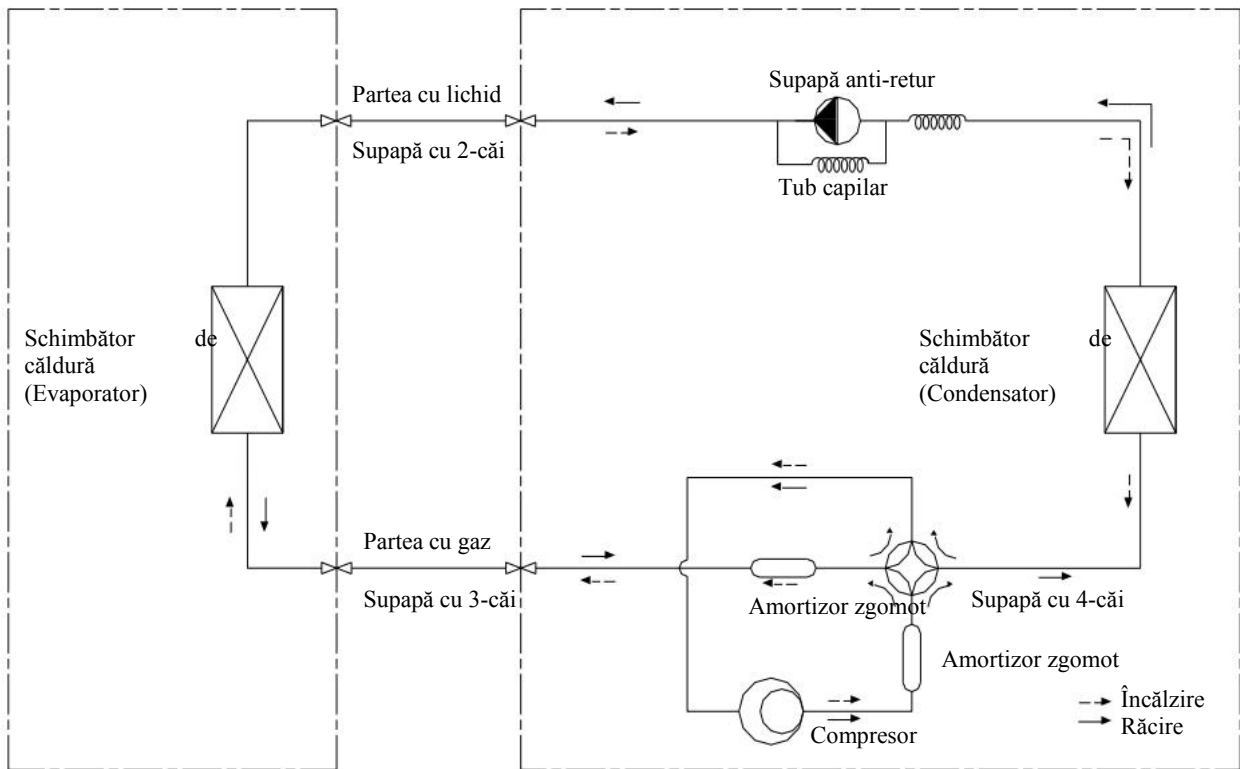 Supapă anti-retur
Partea cu lichid
Supapă cu 2-căi
Tub capilar
Schimbător de
căldură
(Evaporator)
Schimbător de
căldură
(Condensator)
Partea cu gaz
Supapă cu 3-căi
Amortizor zgomot
Supapă cu 4-căi
Amortizor zgomot
Compresor
Încălzire
Răcire